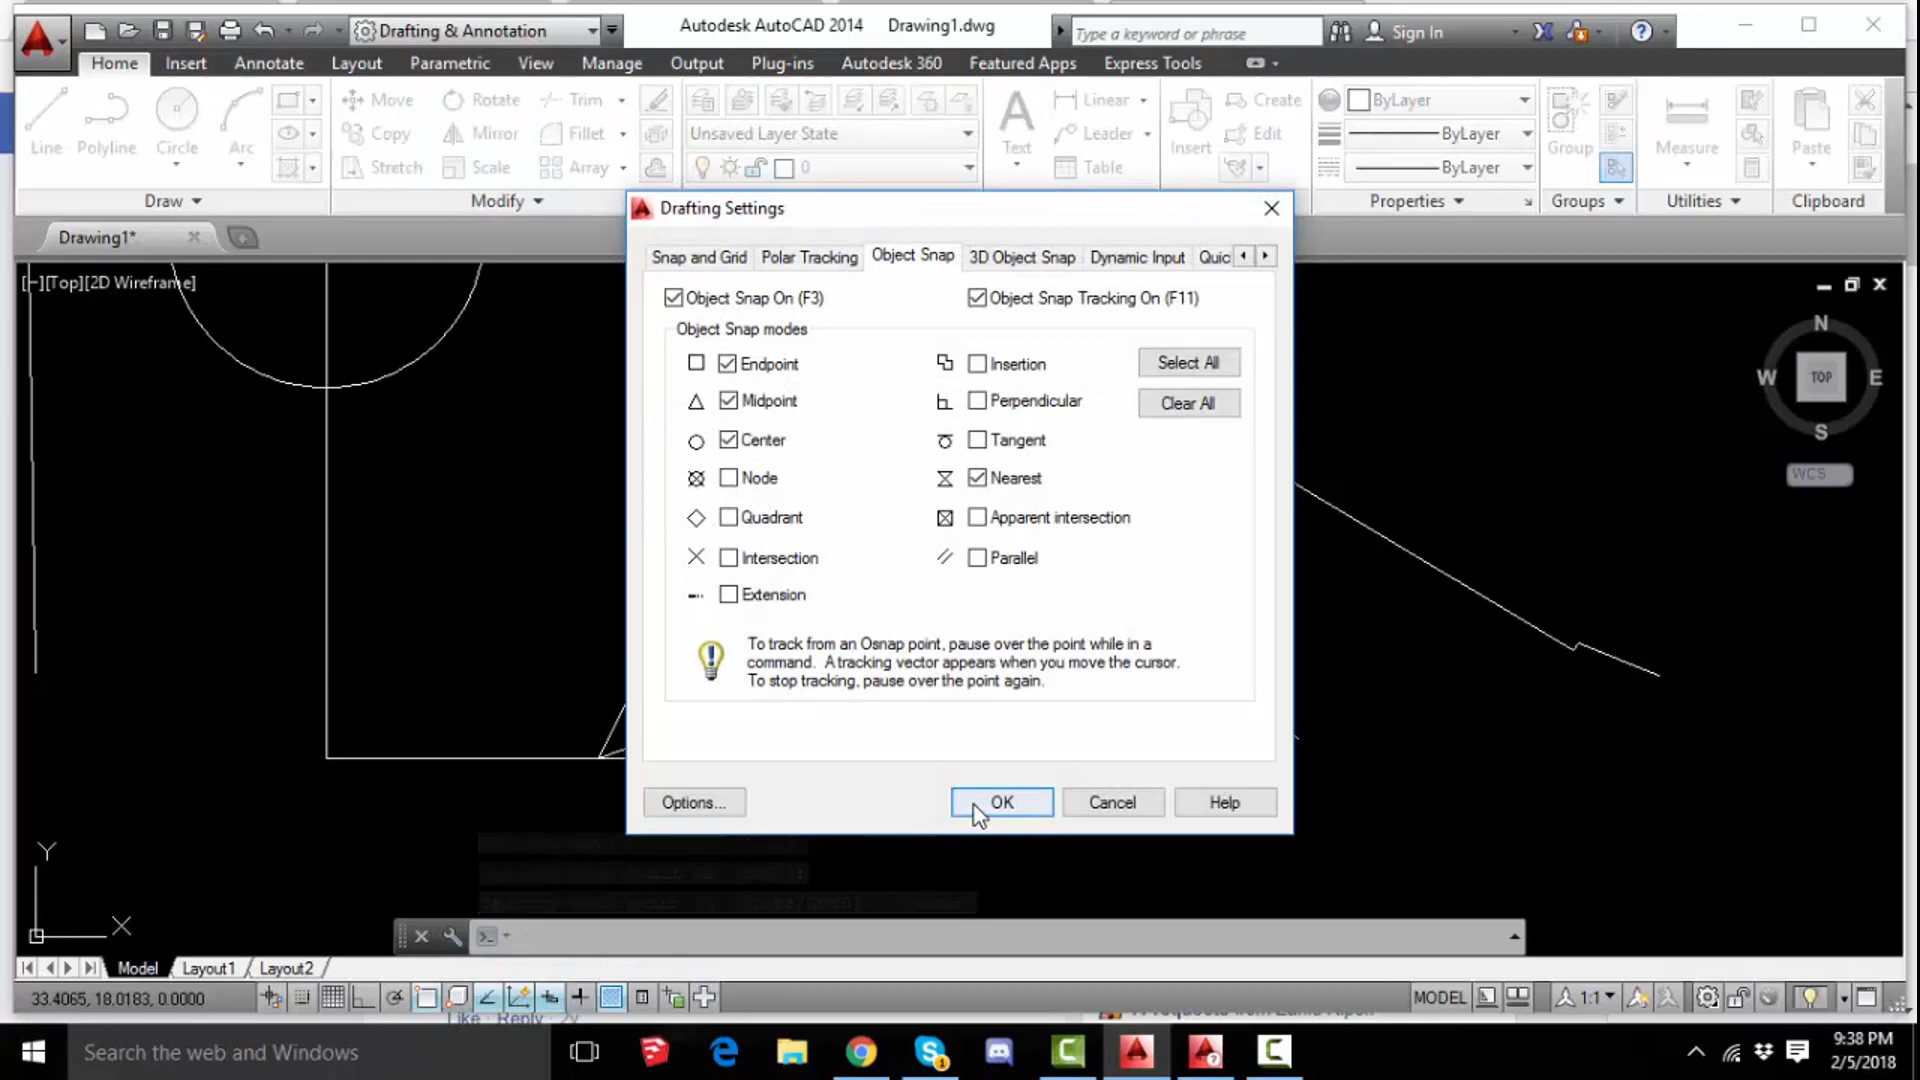 Drafting & Annotation
Autodesk AutoCAD 2014 Drawing1.dwg
Type a keyword or phrase
Sign In
Home Insert Annotate Layout Parametric View Manage Output Plug-ins Autodesk 360 Featured Apps Express Tools
Move Rotate Trim
Linear Create ByLayer
Copy Mirror Fillet
Unsaved Layer State
Leader Edit ByLayer
Line Polyline Circle Arc
Text Insert Group Measure Paste
Stretch Scale Array
0
Table
ByLayer
Draw Modify
Properties Groups Utilities Clipboard
Drawing1*
[−][Top][2D Wireframe]
Drafting Settings
Snap and Grid Polar Tracking Object Snap 3D Object Snap Dynamic Input Quic
Object Snap On (F3) Object Snap Tracking On (F11)
Object Snap modes
Endpoint Insertion Select All
Midpoint Perpendicular Clear All
Center Tangent
Node Nearest
Quadrant Apparent intersection
Intersection Parallel
Extension
To track from an Osnap point, pause over the point while in a
command. A tracking vector appears when you move the cursor.
To stop tracking, pause over the point again.
Options... OK Cancel Help
N
W TOP E
S
WCS
Y
X
Model Layout1 Layout2
33.4065, 18.0183, 0.0000
MODEL 1:1
Like · Reply · 2y
Search the web and Windows
1
9:38 PM
2/5/2018